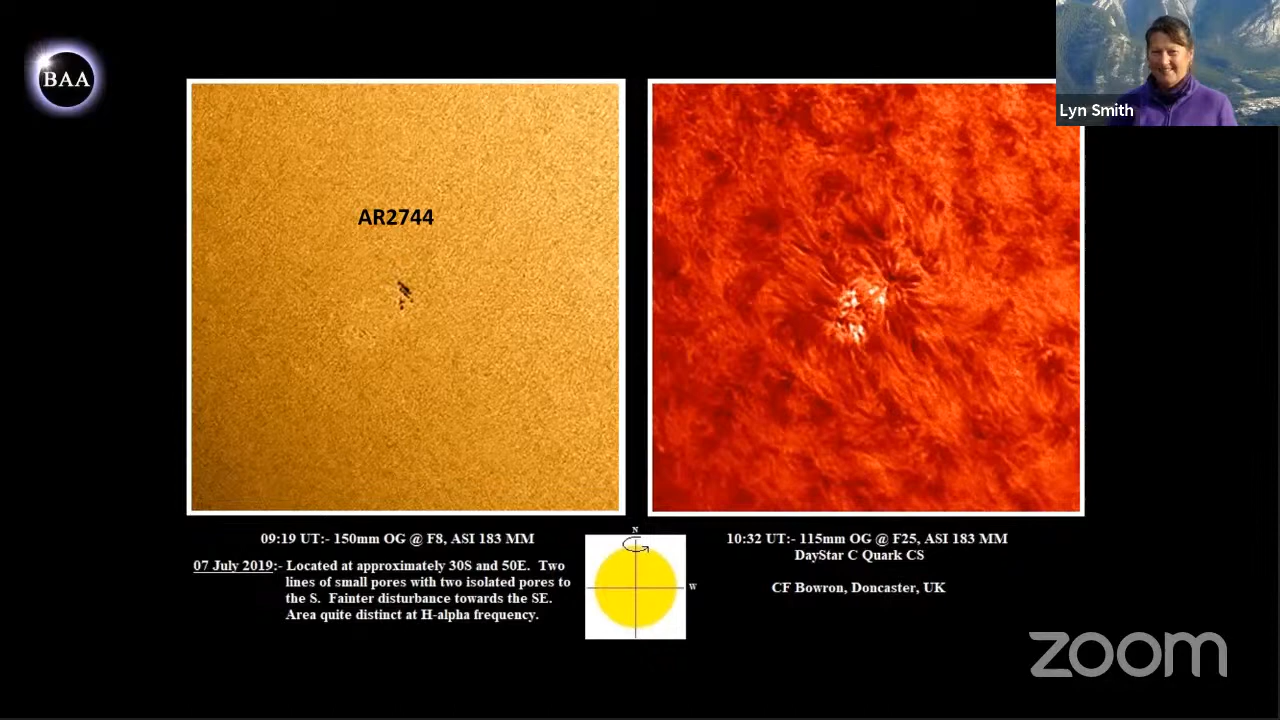 BAA
Lyn Smith
AR2744
09:19 UT:- 150mm OG @ F8, ASI 183 MM
07 July 2019:- Located at approximately 30S and 50E. Two
lines of small pores with two isolated pores to
the S. Fainter disturbance towards the SE.
Area quite distinct at H-alpha frequency.
N
W
10:32 UT:- 115mm OG @ F25, ASI 183 MM
DayStar C Quark CS
CF Bowron, Doncaster, UK
zoom